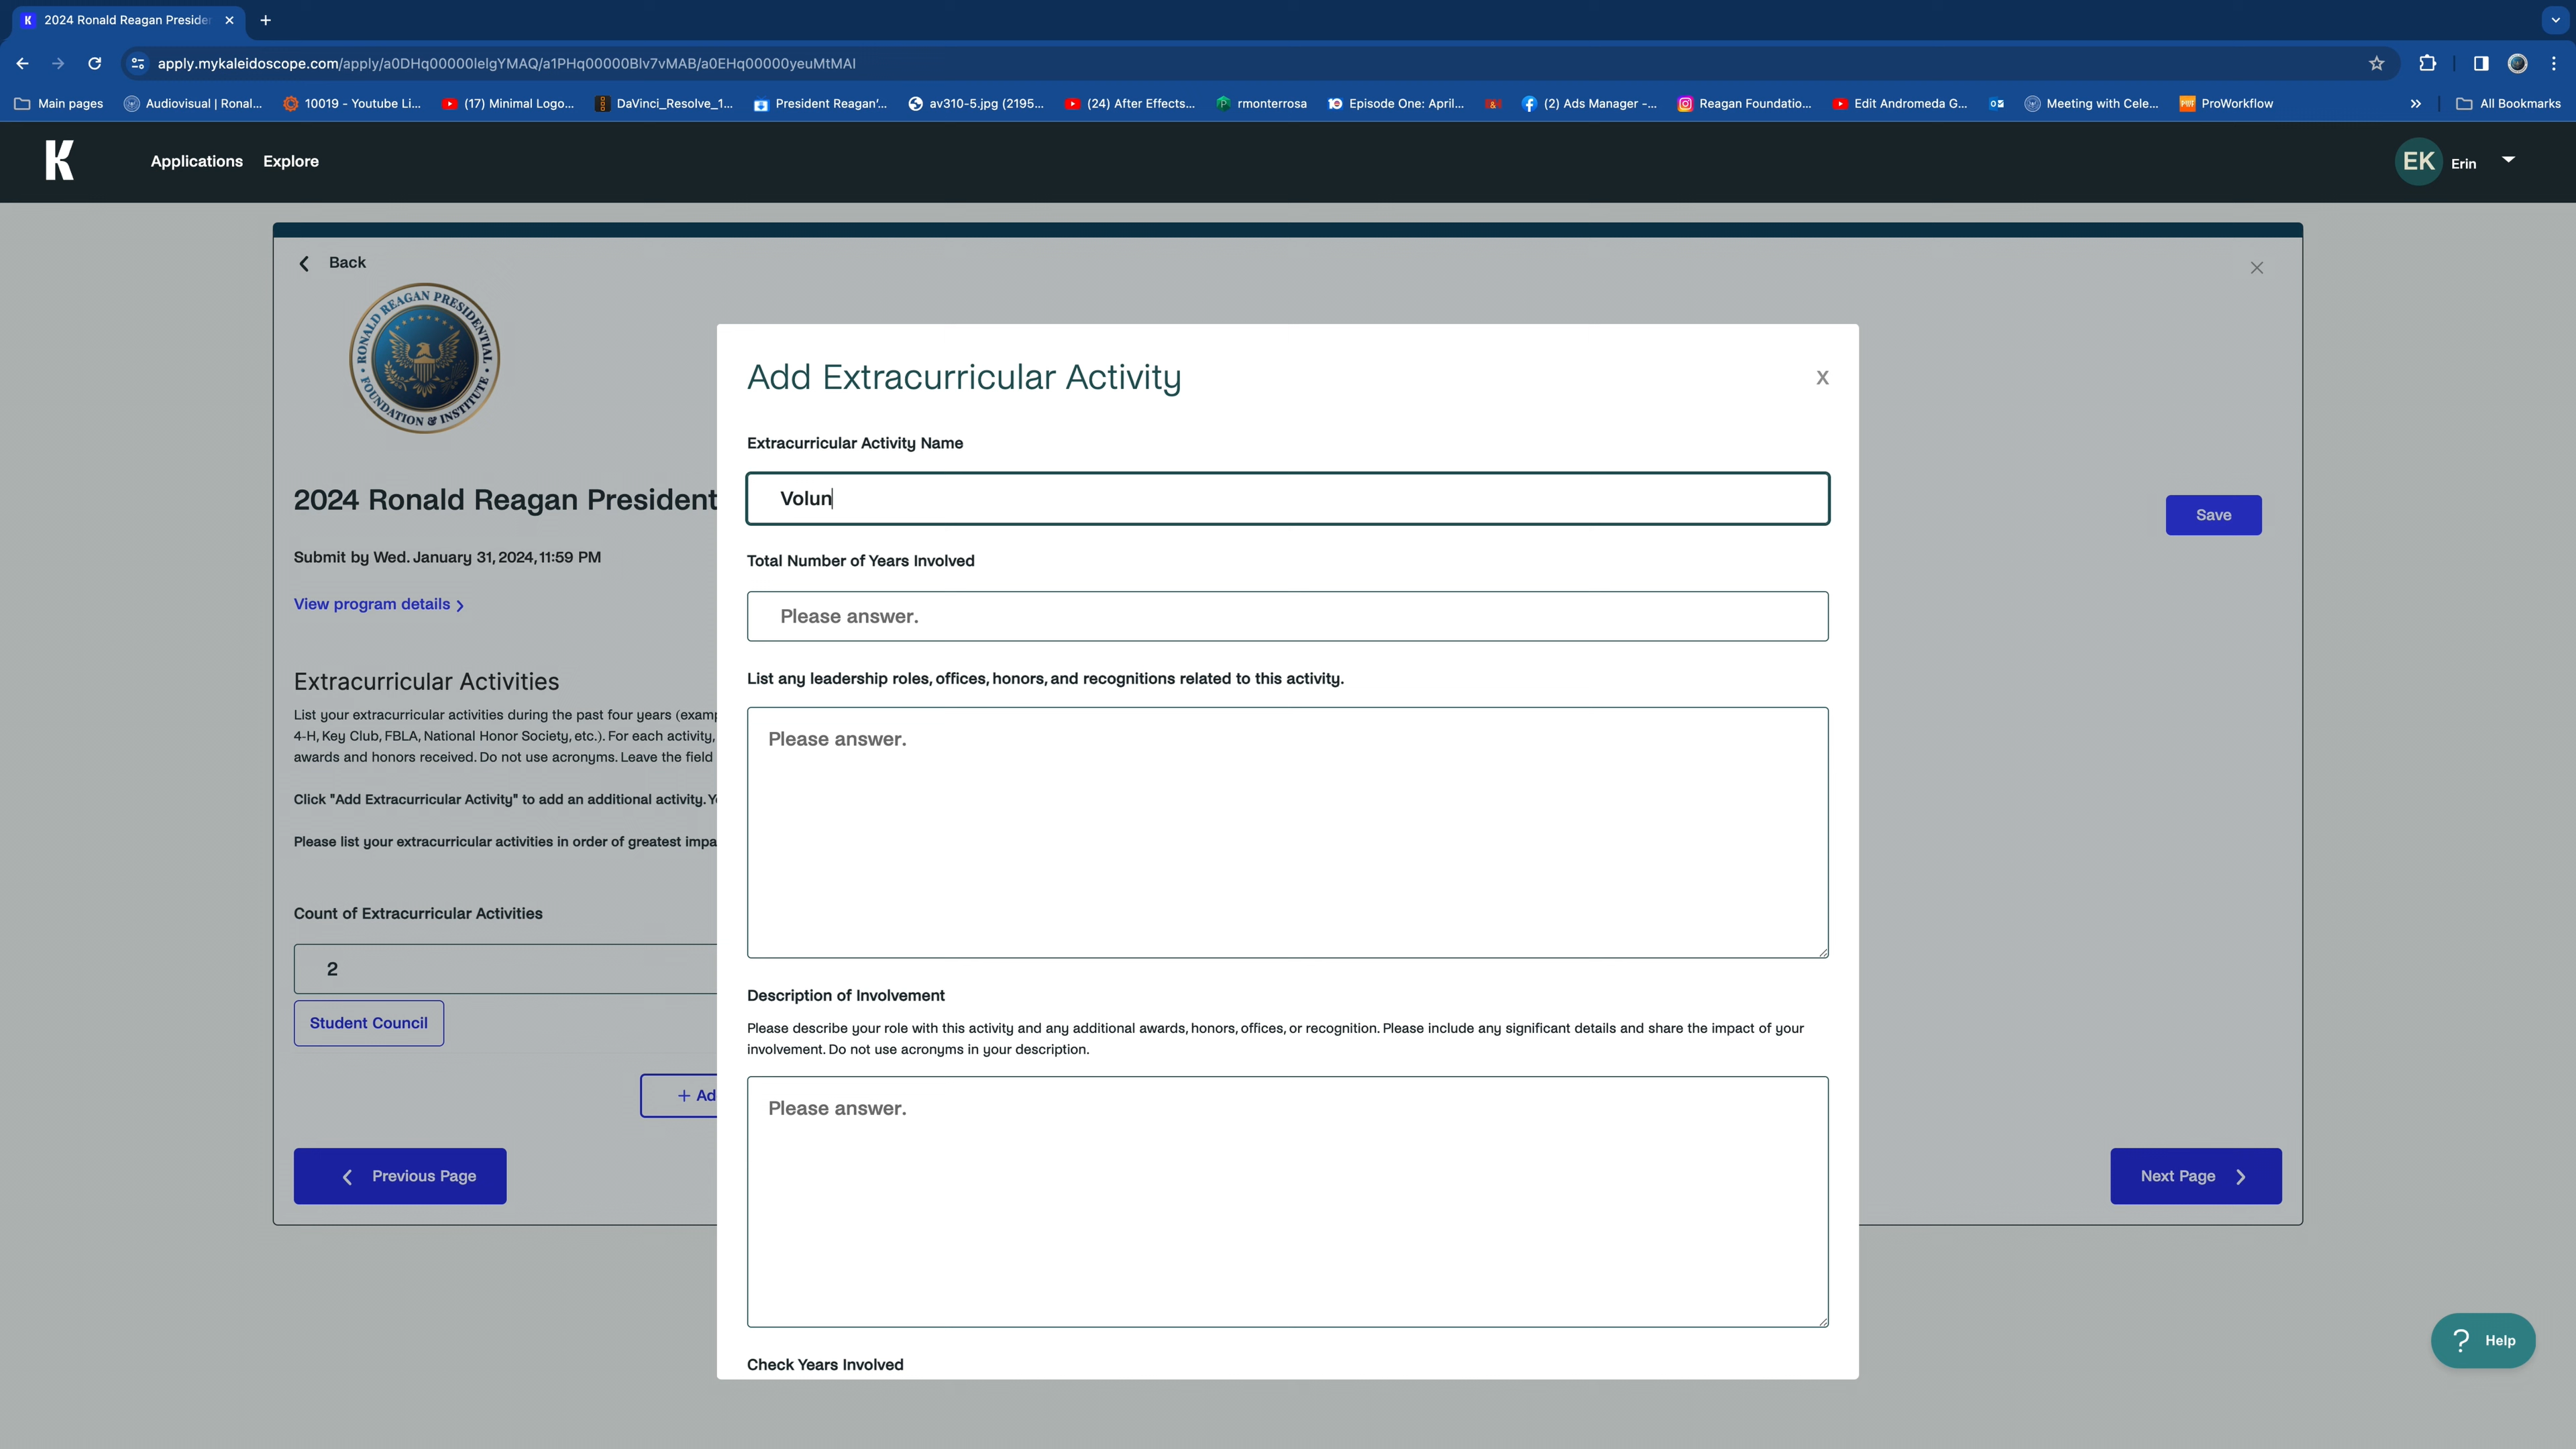 K 2024 Ronald Reagan Presider
apply.mykaleidoscope.com/apply/a0DHq00000IelgYMAQ/a1PHq00000Blv7vMAB/a0EHq00000yeuMtMAI
Main pages Audiovisual | Ronal... 10019 - Youtube Li... (17) Minimal Logo... DaVinci_Resolve_1... President Reagan'... av310-5.jpg (2195... (24) After Effects... rmonterrosa Episode One: April... (2) Ads Manager -... Reagan Foundatio... Edit Andromeda G... Meeting with Cele... ProWorkflow » All Bookmarks
K Applications Explore EK Erin
Back
RONALD REAGAN PRESIDENTIAL
FOUNDATION & INSTITUTE
2024 Ronald Reagan President
Save
Submit by Wed. January 31, 2024, 11:59 PM
View program details
Extracurricular Activities
List your extracurricular activities during the past four years (examp
4-H, Key Club, FBLA, National Honor Society, etc.). For each activity,
awards and honors received. Do not use acronyms. Leave the field
Click "Add Extracurricular Activity" to add an additional activity. Yo
Please list your extracurricular activities in order of greatest impa
Count of Extracurricular Activities
2
Student Council
+ Ad
Previous Page
Next Page
Add Extracurricular Activity
X
Extracurricular Activity Name
Volun
Total Number of Years Involved
Please answer.
List any leadership roles, offices, honors, and recognitions related to this activity.
Please answer.
Description of Involvement
Please describe your role with this activity and any additional awards, honors, offices, or recognition. Please include any significant details and share the impact of your
involvement. Do not use acronyms in your description.
Please answer.
Check Years Involved
? Help